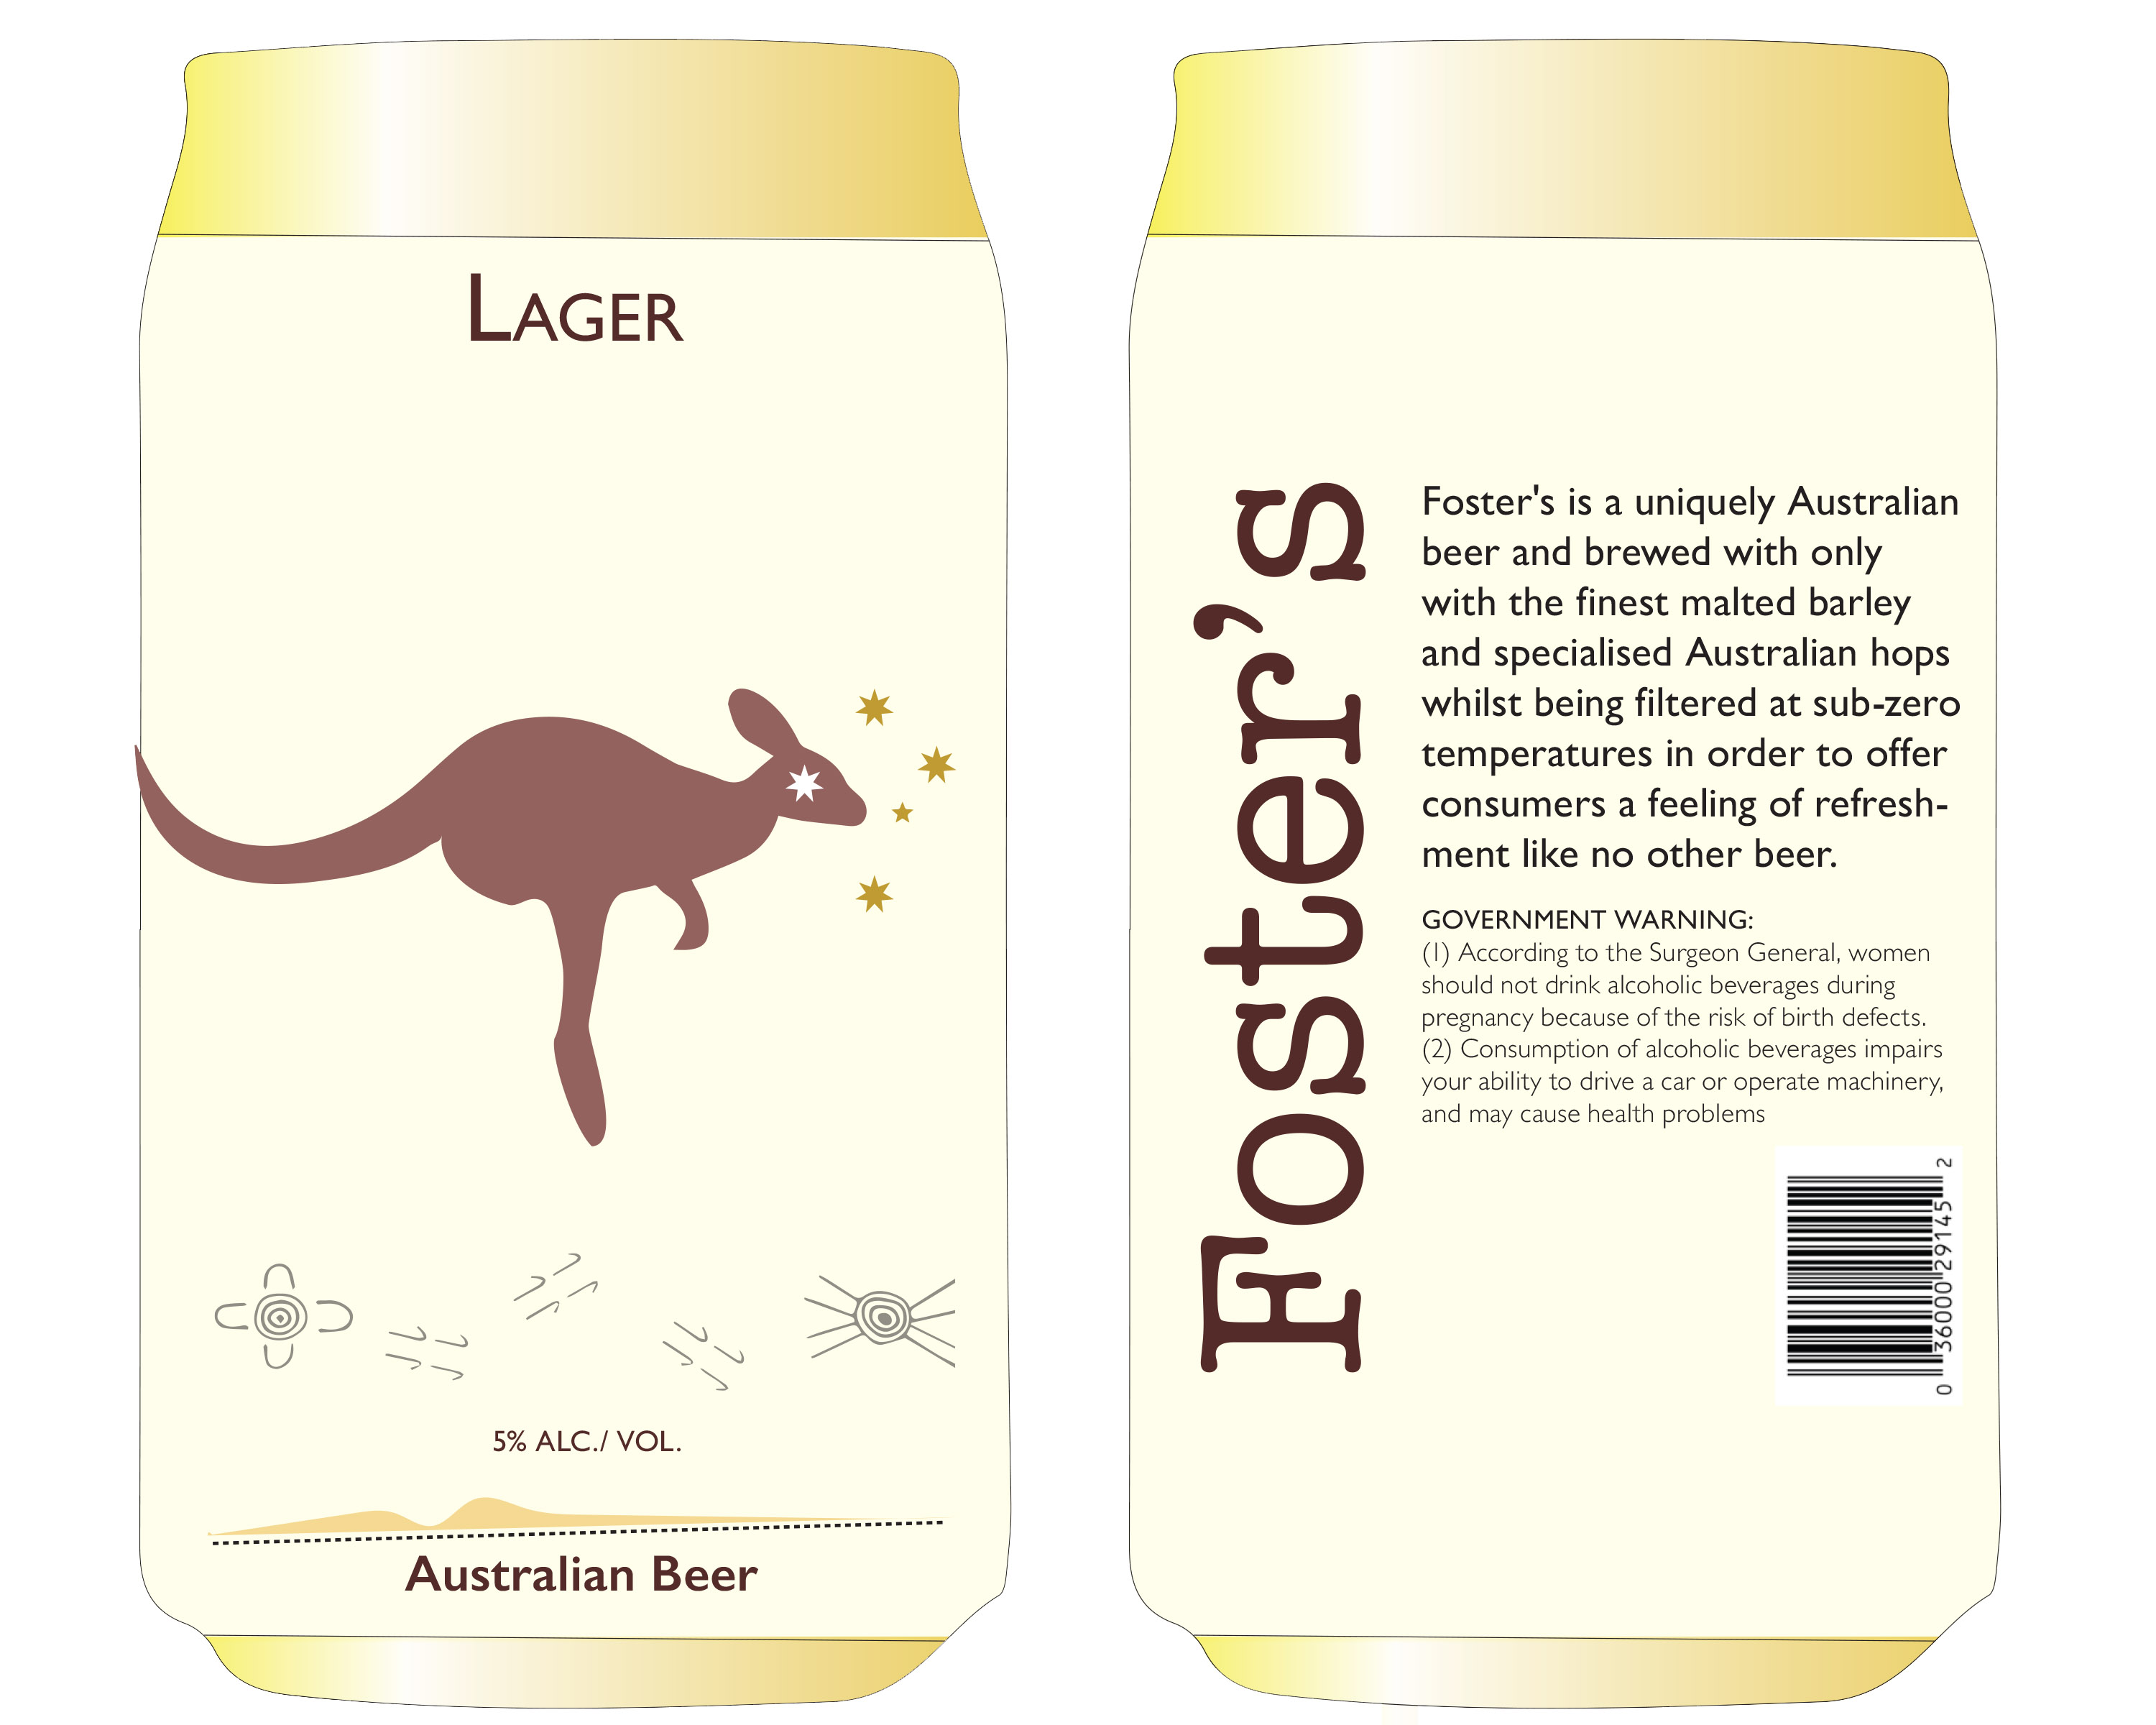 LAGER
5% ALC./ VOL.
Australian Beer
Foster’s
Foster's is a uniquely Australian
beer and brewed with only
with the finest malted barley
and specialised Australian hops
whilst being filtered at sub-zero
temperatures in order to offer
consumers a feeling of refresh-
ment like no other beer.
GOVERNMENT WARNING:
(1) According to the Surgeon General, women
should not drink alcoholic beverages during
pregnancy because of the risk of birth defects.
(2) Consumption of alcoholic beverages impairs
your ability to drive a car or operate machinery,
and may cause health problems
0 36000 29145 2